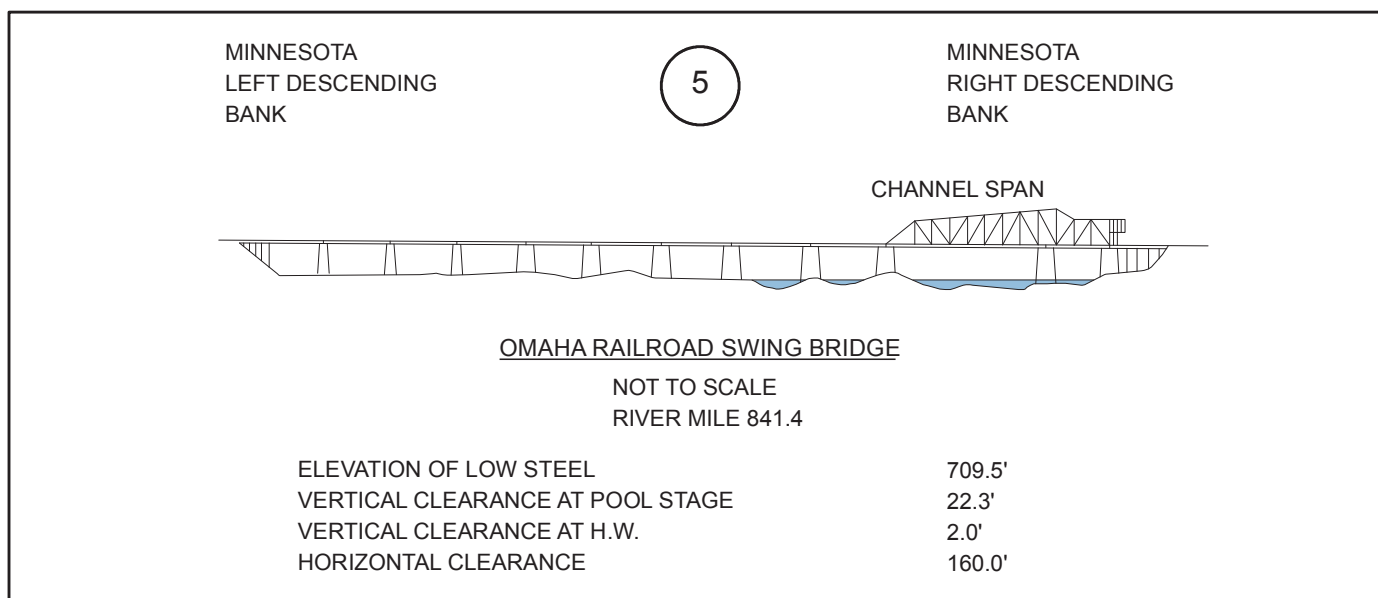 MINNESOTA
LEFT DESCENDING
BANK
5
MINNESOTA
RIGHT DESCENDING
BANK
CHANNEL SPAN
OMAHA RAILROAD SWING BRIDGE
NOT TO SCALE
RIVER MILE 841.4
ELEVATION OF LOW STEEL 709.5'
VERTICAL CLEARANCE AT POOL STAGE 22.3'
VERTICAL CLEARANCE AT H.W. 2.0'
HORIZONTAL CLEARANCE 160.0'